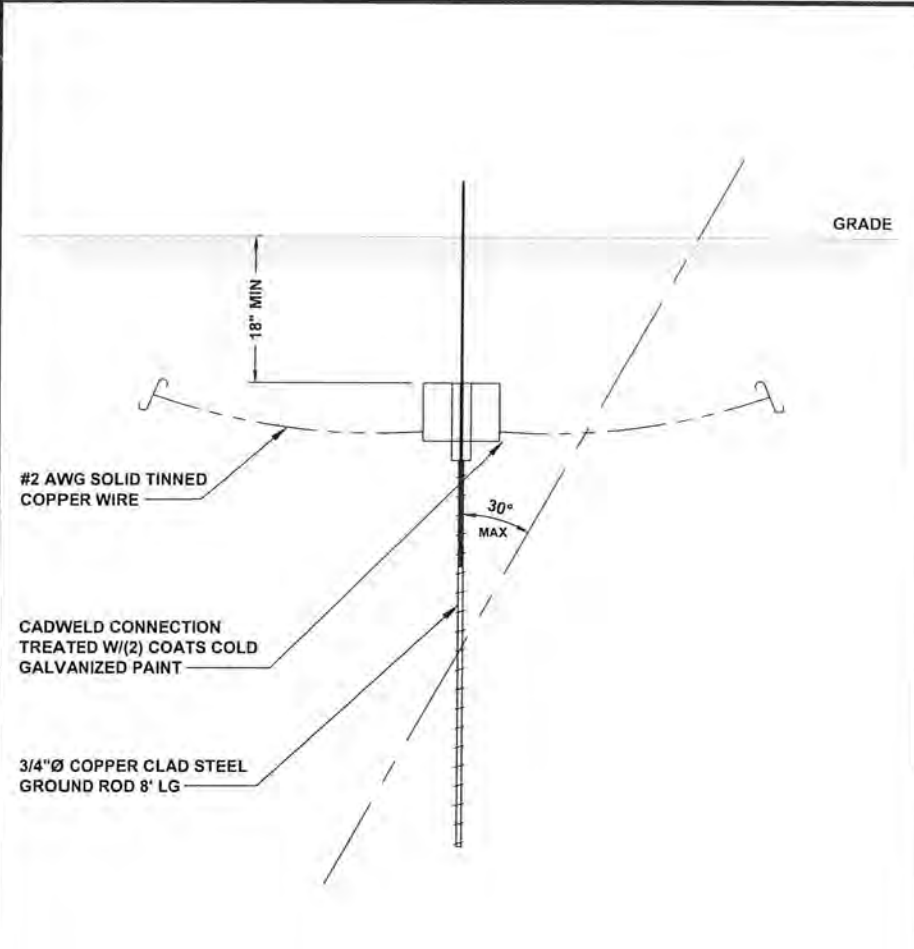 GRADE
18" MIN
#2 AWG SOLID TINNED
COPPER WIRE
30°
MAX
CADWELD CONNECTION
TREATED W/(2) COATS COLD
GALVANIZED PAINT
3/4"Ø COPPER CLAD STEEL
GROUND ROD 8' LG